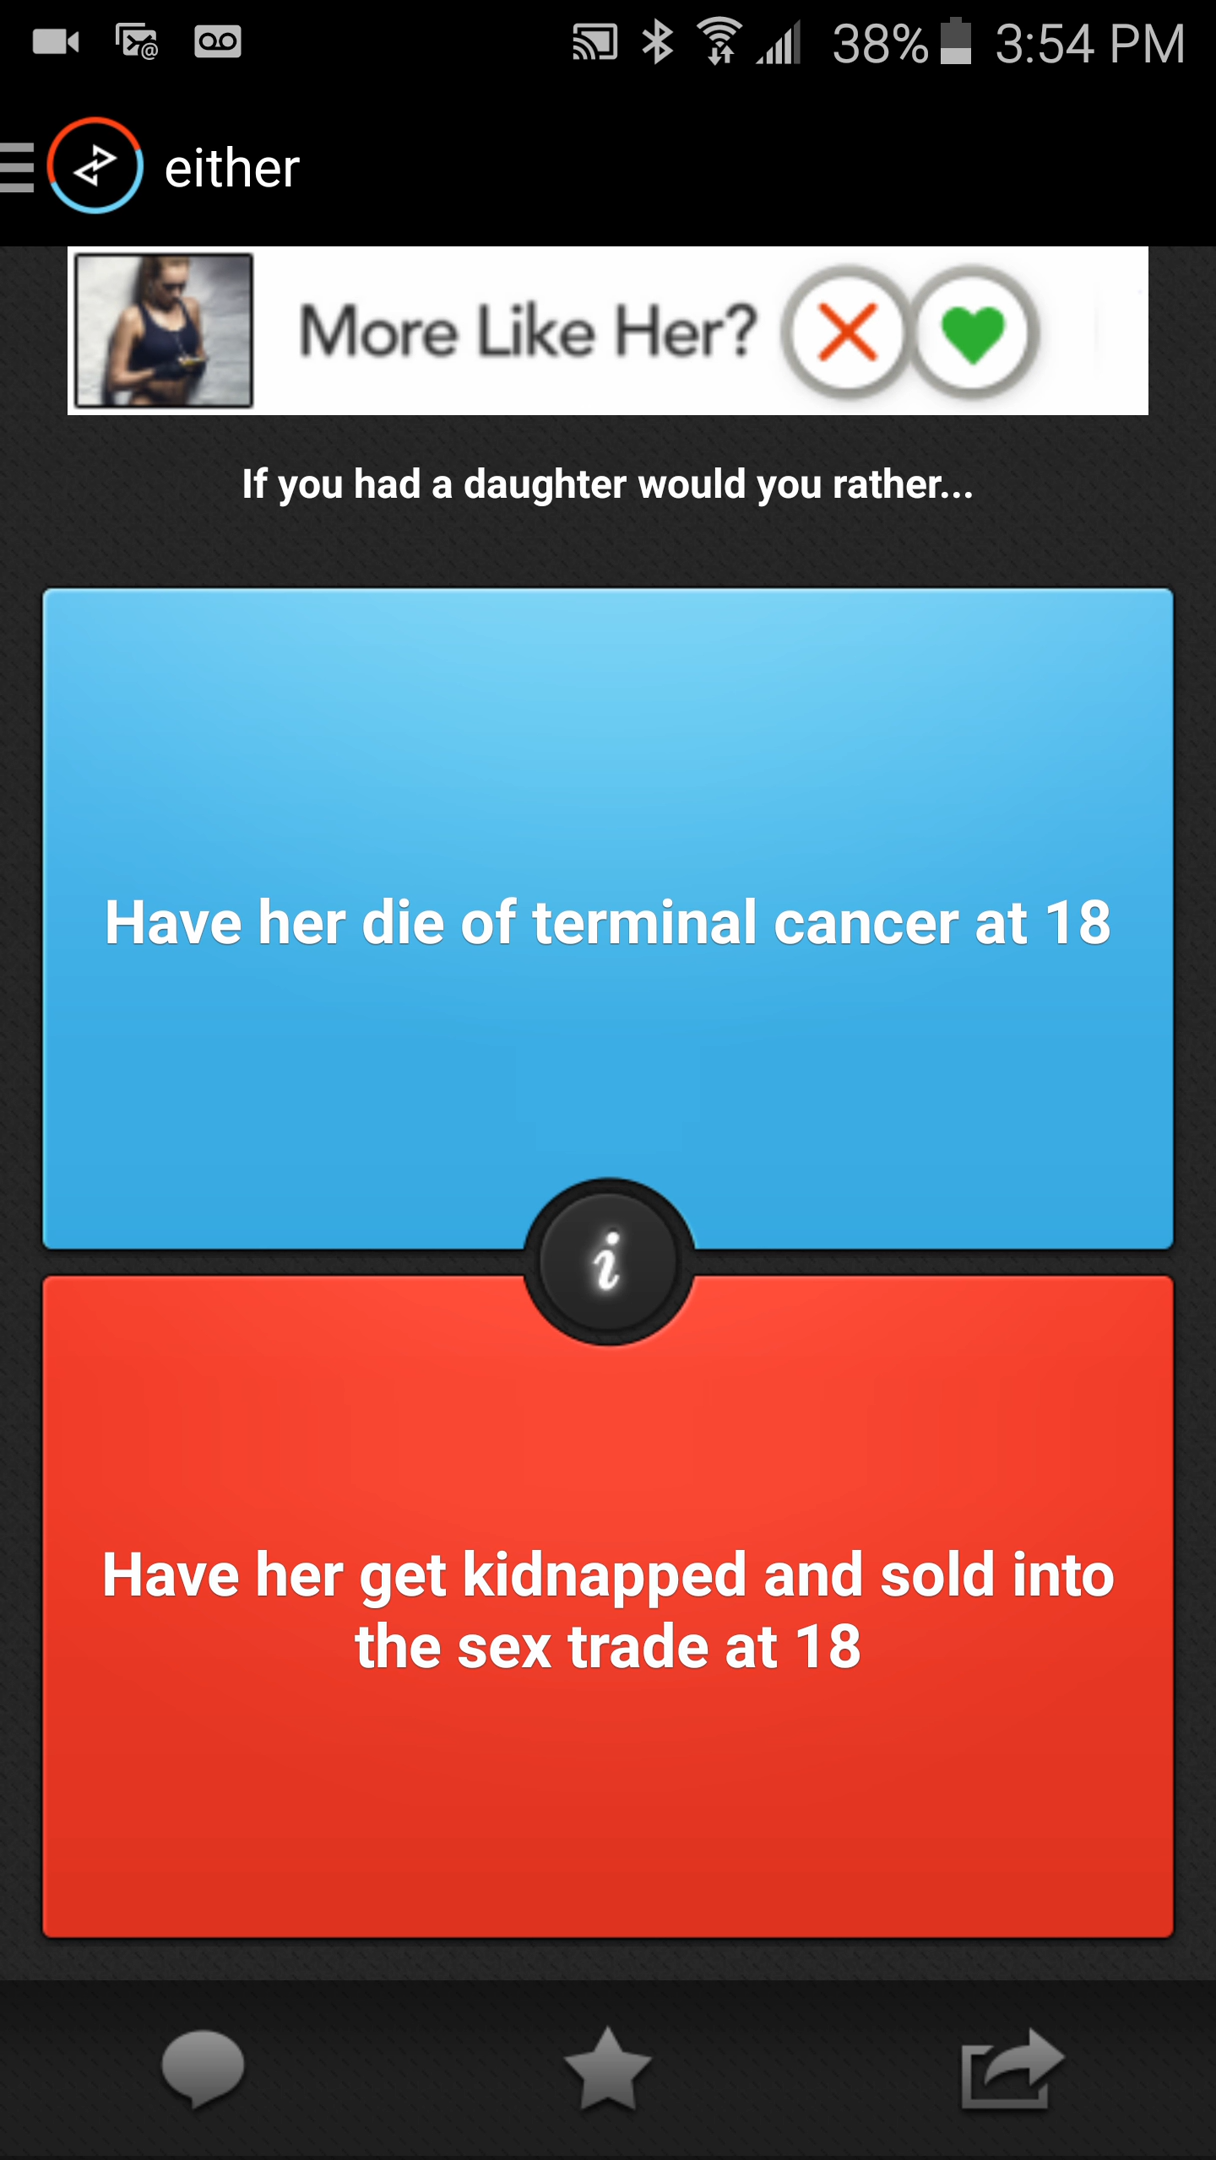 38% 3:54 PM
either
More Like Her?
If you had a daughter would you rather...
Have her die of terminal cancer at 18
i
Have her get kidnapped and sold into
the sex trade at 18